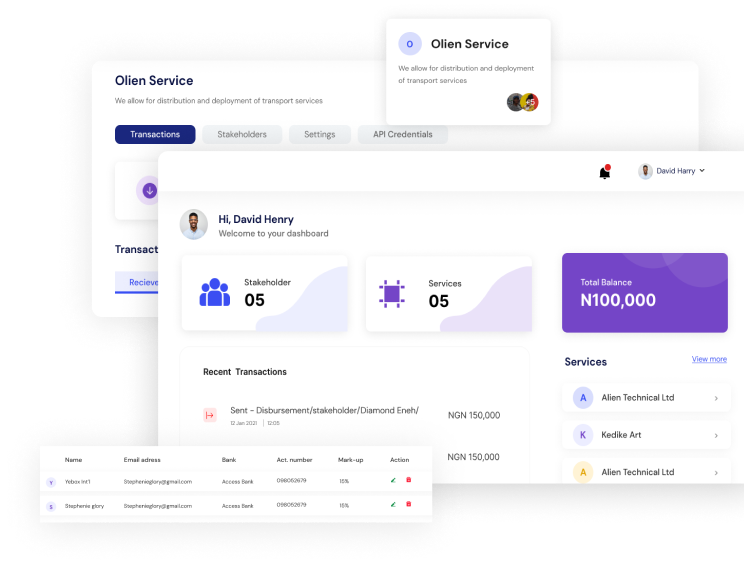 O Olien Service
We allow for distribution and deployment
of transport services
+5
Olien Service
We allow for distribution and deployment of transport services
Transactions Stakeholders Settings API Credentials
Transact
Recieve
David Harry
Hi, David Henry
Welcome to your dashboard
Stakeholder
05
Services
05
Total Balance
N100,000
Recent Transactions
Sent - Disbursement/stakeholder/Diamond Eneh/ NGN 150,000
12 Jan 2021 | 12:05
NGN 150,000
Services View more
A Alien Technical Ltd
K Kedike Art
A Alien Technical Ltd
Name Email adress Bank Act. number Mark-up Action
Y Yebox Int'l Stephenieglory@gmail.com Access Bank 098052679 15%
S Stephenie glory Stephenieglory@gmail.com Access Bank 098052679 15%